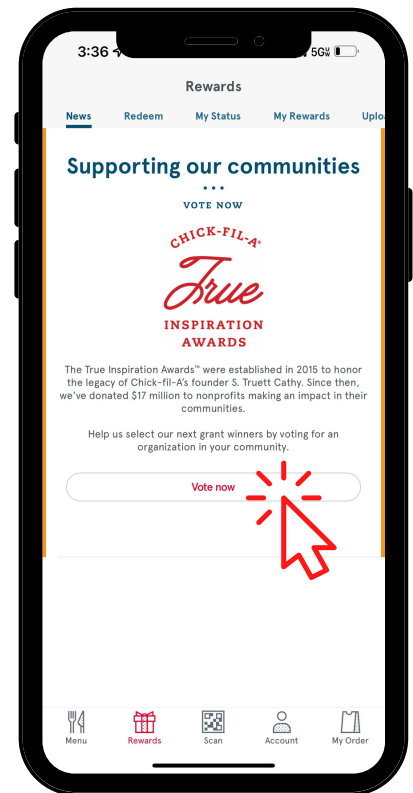 3:36
5G
Rewards
News Redeem My Status My Rewards Uplo
Supporting our communities
VOTE NOW
CHICK-FIL-A®
True
INSPIRATION
AWARDS
The True Inspiration Awards™ were established in 2015 to honor
the legacy of Chick-fil-A's founder S. Truett Cathy. Since then,
we've donated $17 million to nonprofits making an impact in their
communities.
Help us select our next grant winners by voting for an
organization in your community.
Vote now
Menu Rewards Scan Account My Order